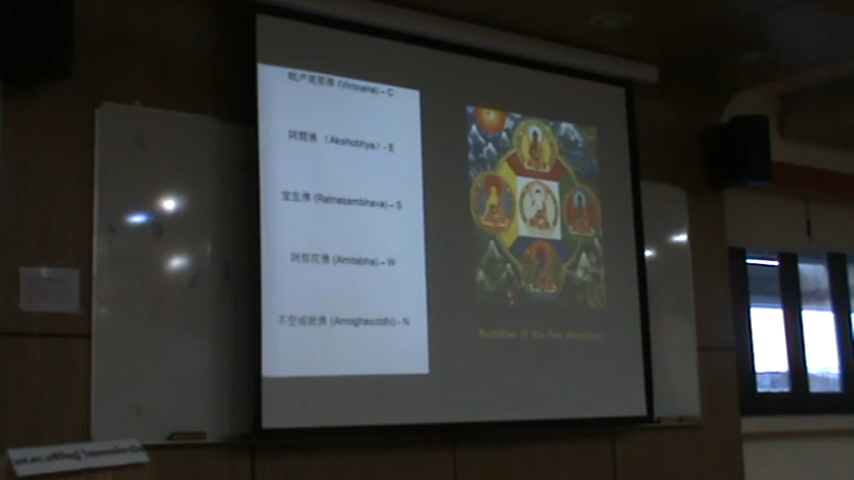 毗卢遮那佛 (Virocana) – C
阿閦佛 (Akshobhya) - E
宝生佛 (Ratnasambhava) – S
阿弥陀佛 (Amitabha) – W
不空成就佛 (Amoghasiddhi) – N
Buddhas of the Five Directions